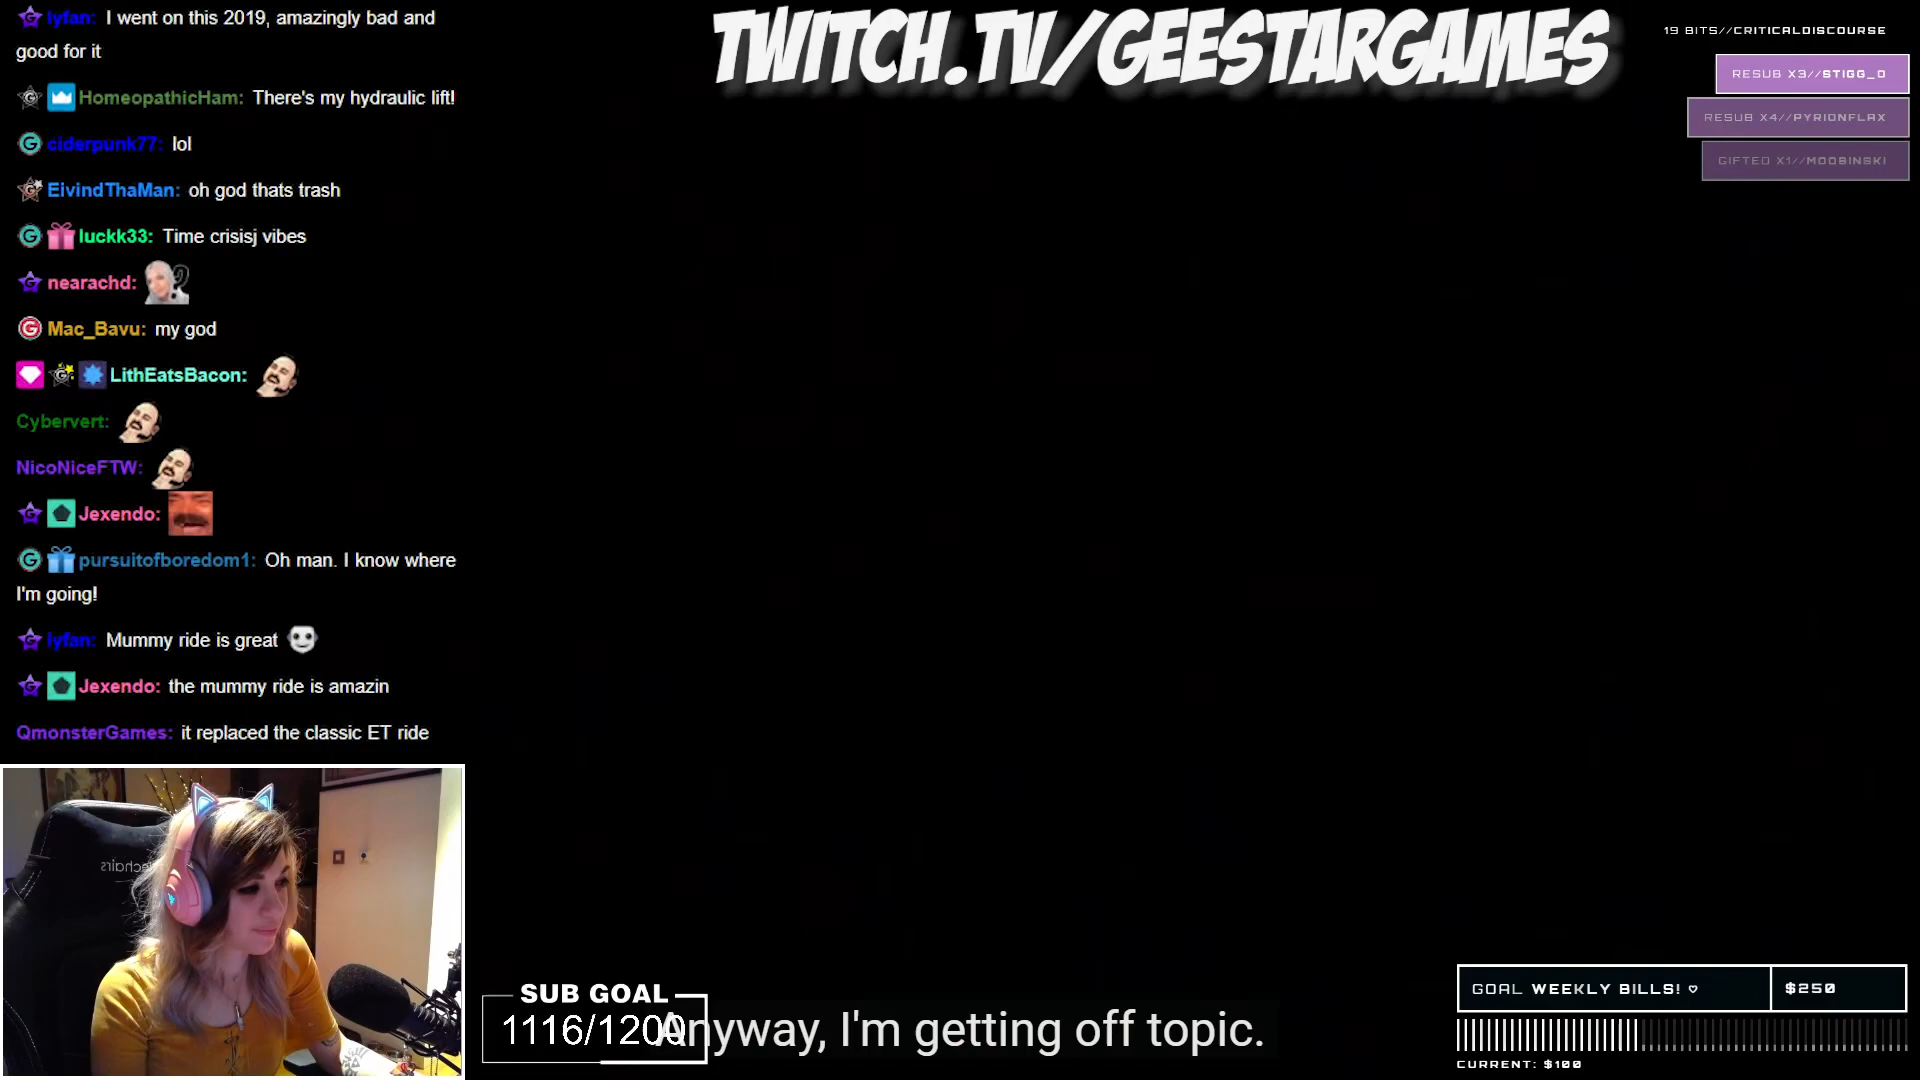 lyfan: I went on this 2019, amazingly bad and
good for it
HomeopathicHam: There's my hydraulic lift!
ciderpunk77: lol
EivindThaMan: oh god thats trash
luckk33: Time crisisj vibes
nearachd:
Mac_Bavu: my god
LithEatsBacon:
Cybervert:
NicoNiceFTW:
Jexendo:
pursuitofboredom1: Oh man. I know where
I'm going!
lyfan: Mummy ride is great
Jexendo: the mummy ride is amazin
QmonsterGames: it replaced the classic ET ride
TWITCH.TV/GEESTARGAMES
19 BITS//CRITICALDISCOURSE
RESUB X3//STIGG_O
RESUB X4//PYRIONFLAX
GIFTED X1//MOOBINSKI
SUB GOAL
1116/1200
Anyway, I'm getting off topic.
GOAL WEEKLY BILLS! ♡
$250
CURRENT: $100